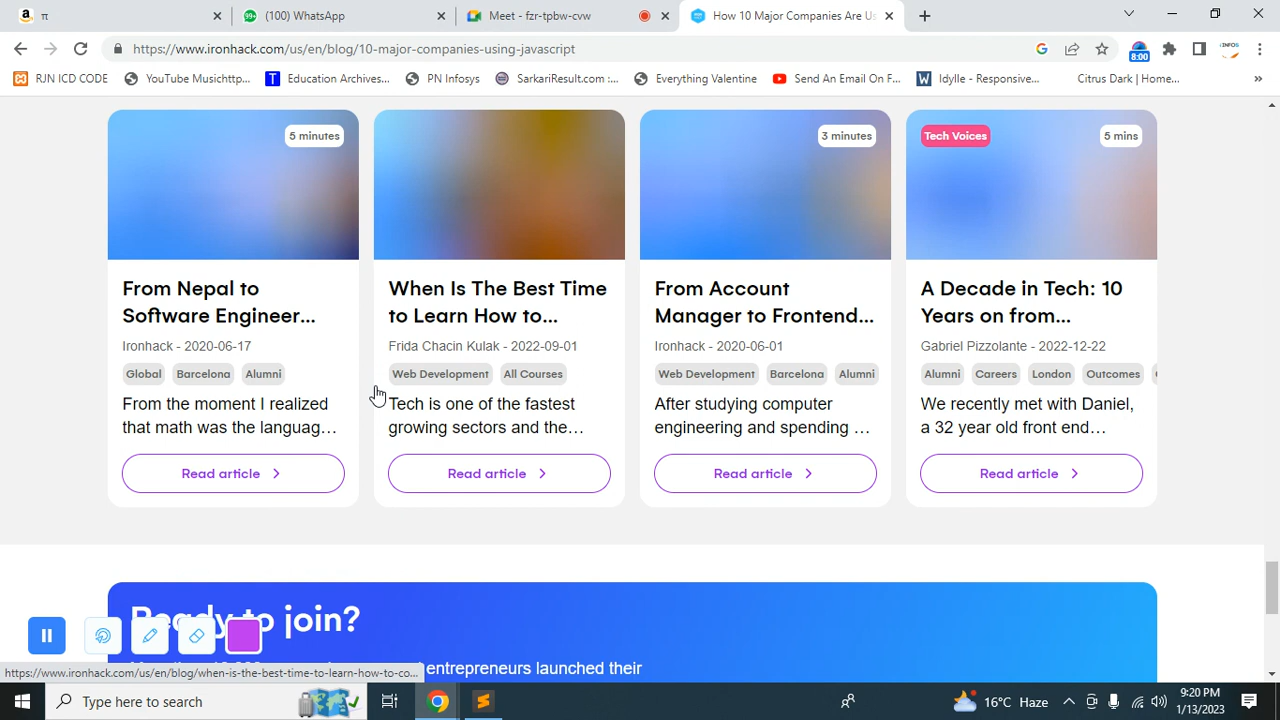 π
99+ (100) WhatsApp
Meet - fzr-tpbw-cvw
How 10 Major Companies Are Us
https://www.ironhack.com/us/en/blog/10-major-companies-using-javascript
8:00
RJN ICD CODE
YouTube Musichttp...
Education Archives...
PN Infosys
SarkariResult.com :...
Everything Valentine
Send An Email On F...
Idylle - Responsive...
Citrus Dark | Home...
5 minutes
From Nepal to
Software Engineer...
Ironhack - 2020-06-17
Global Barcelona Alumni
From the moment I realized
that math was the languag...
Read article
When Is The Best Time
to Learn How to...
Frida Chacin Kulak - 2022-09-01
Web Development All Courses
Tech is one of the fastest
growing sectors and the...
Read article
3 minutes
From Account
Manager to Frontend...
Ironhack - 2020-06-01
Web Development Barcelona Alumni
After studying computer
engineering and spending ...
Read article
Tech Voices 5 mins
A Decade in Tech: 10
Years on from...
Gabriel Pizzolante - 2022-12-22
Alumni Careers London Outcomes
We recently met with Daniel,
a 32 year old front end...
Read article
Ready to join?
entrepreneurs launched their
https://www.ironhack.com/us/en/blog/when-is-the-best-time-to-learn-how-to-co...
Type here to search
16°C Haze
9:20 PM
1/13/2023